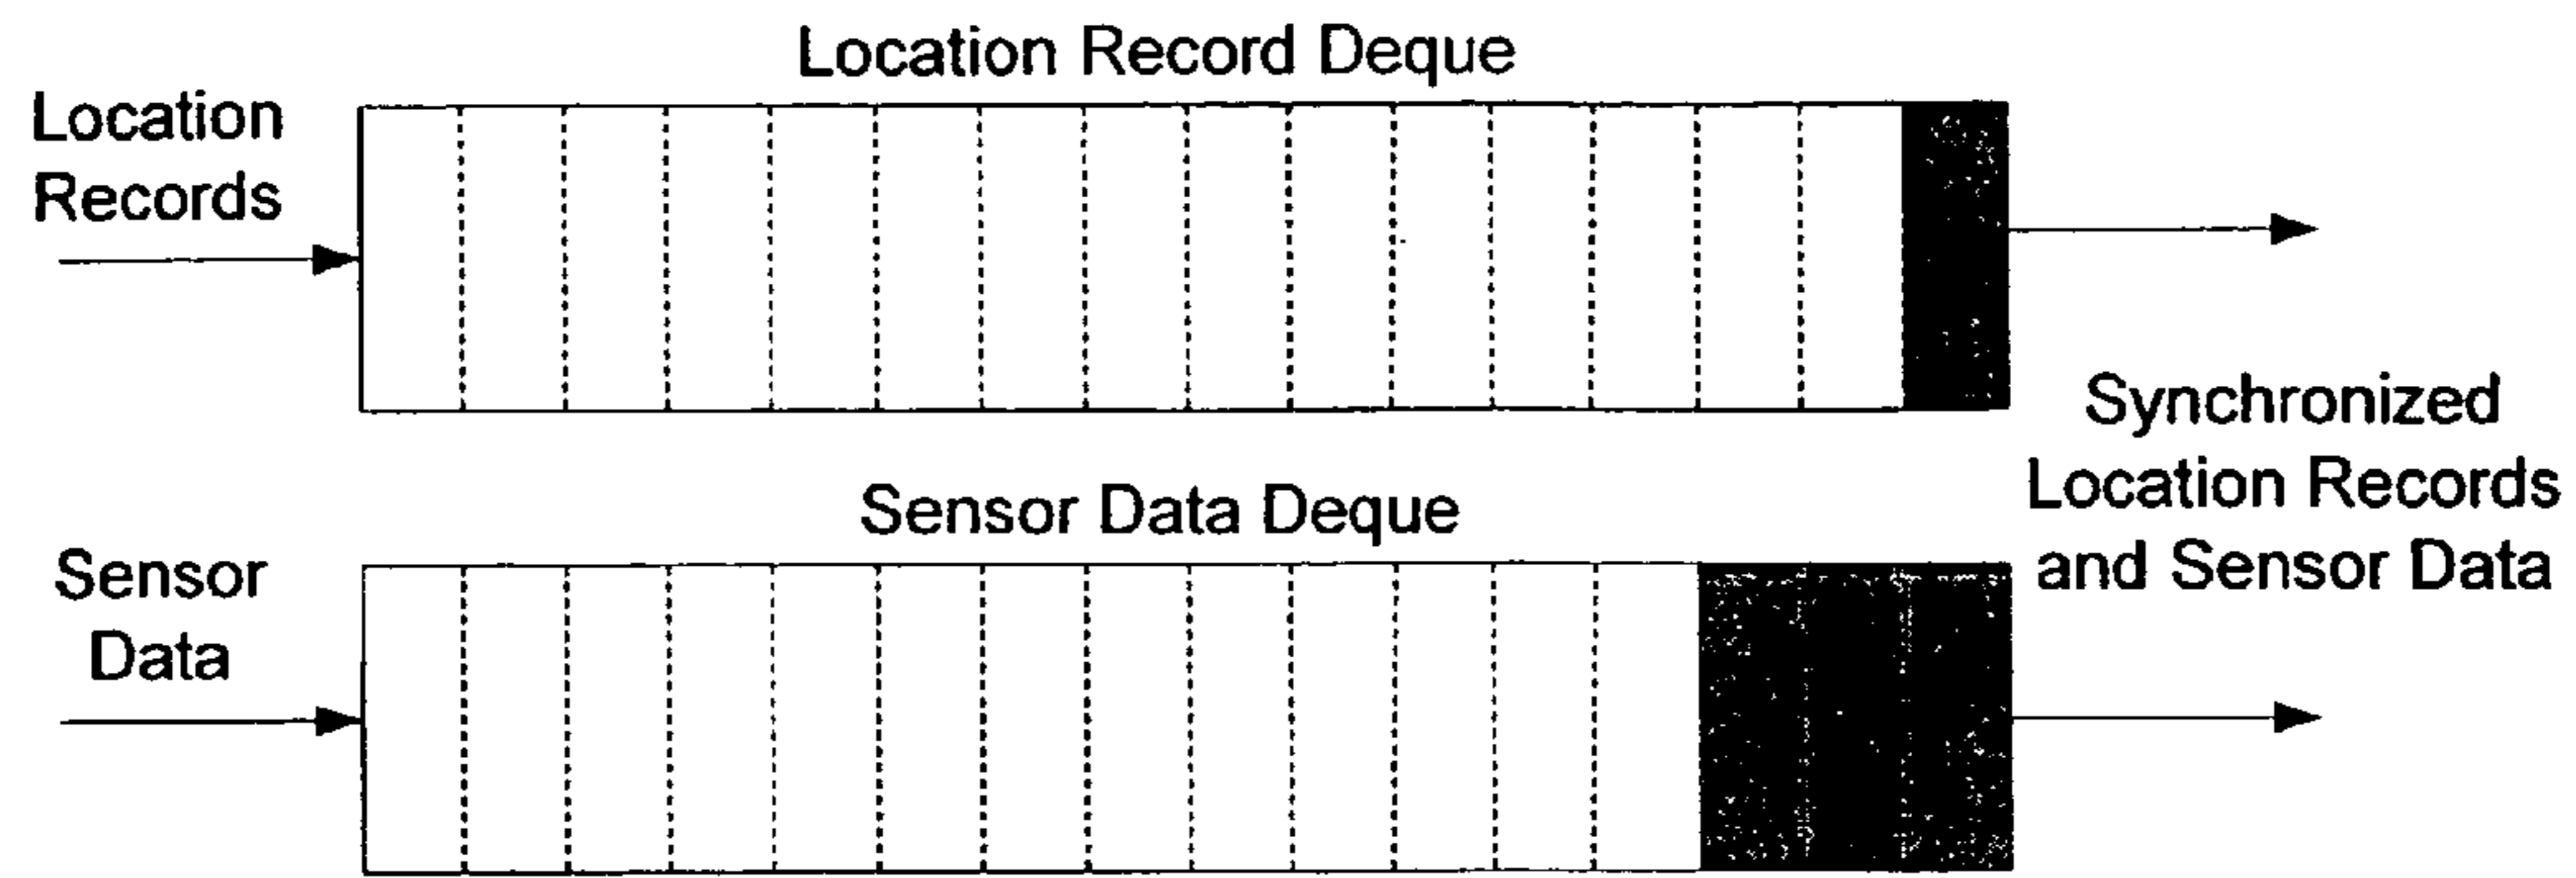 Location Record Deque
Location
Records
Synchronized
Location Records
and Sensor Data
Sensor Data Deque
Sensor
Data